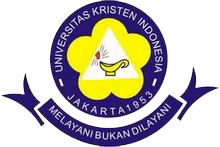 UNIVERSITAS KRISTEN INDONESIA
- JAKARTA 1953 -
MELAYANI BUKAN DILAYANI